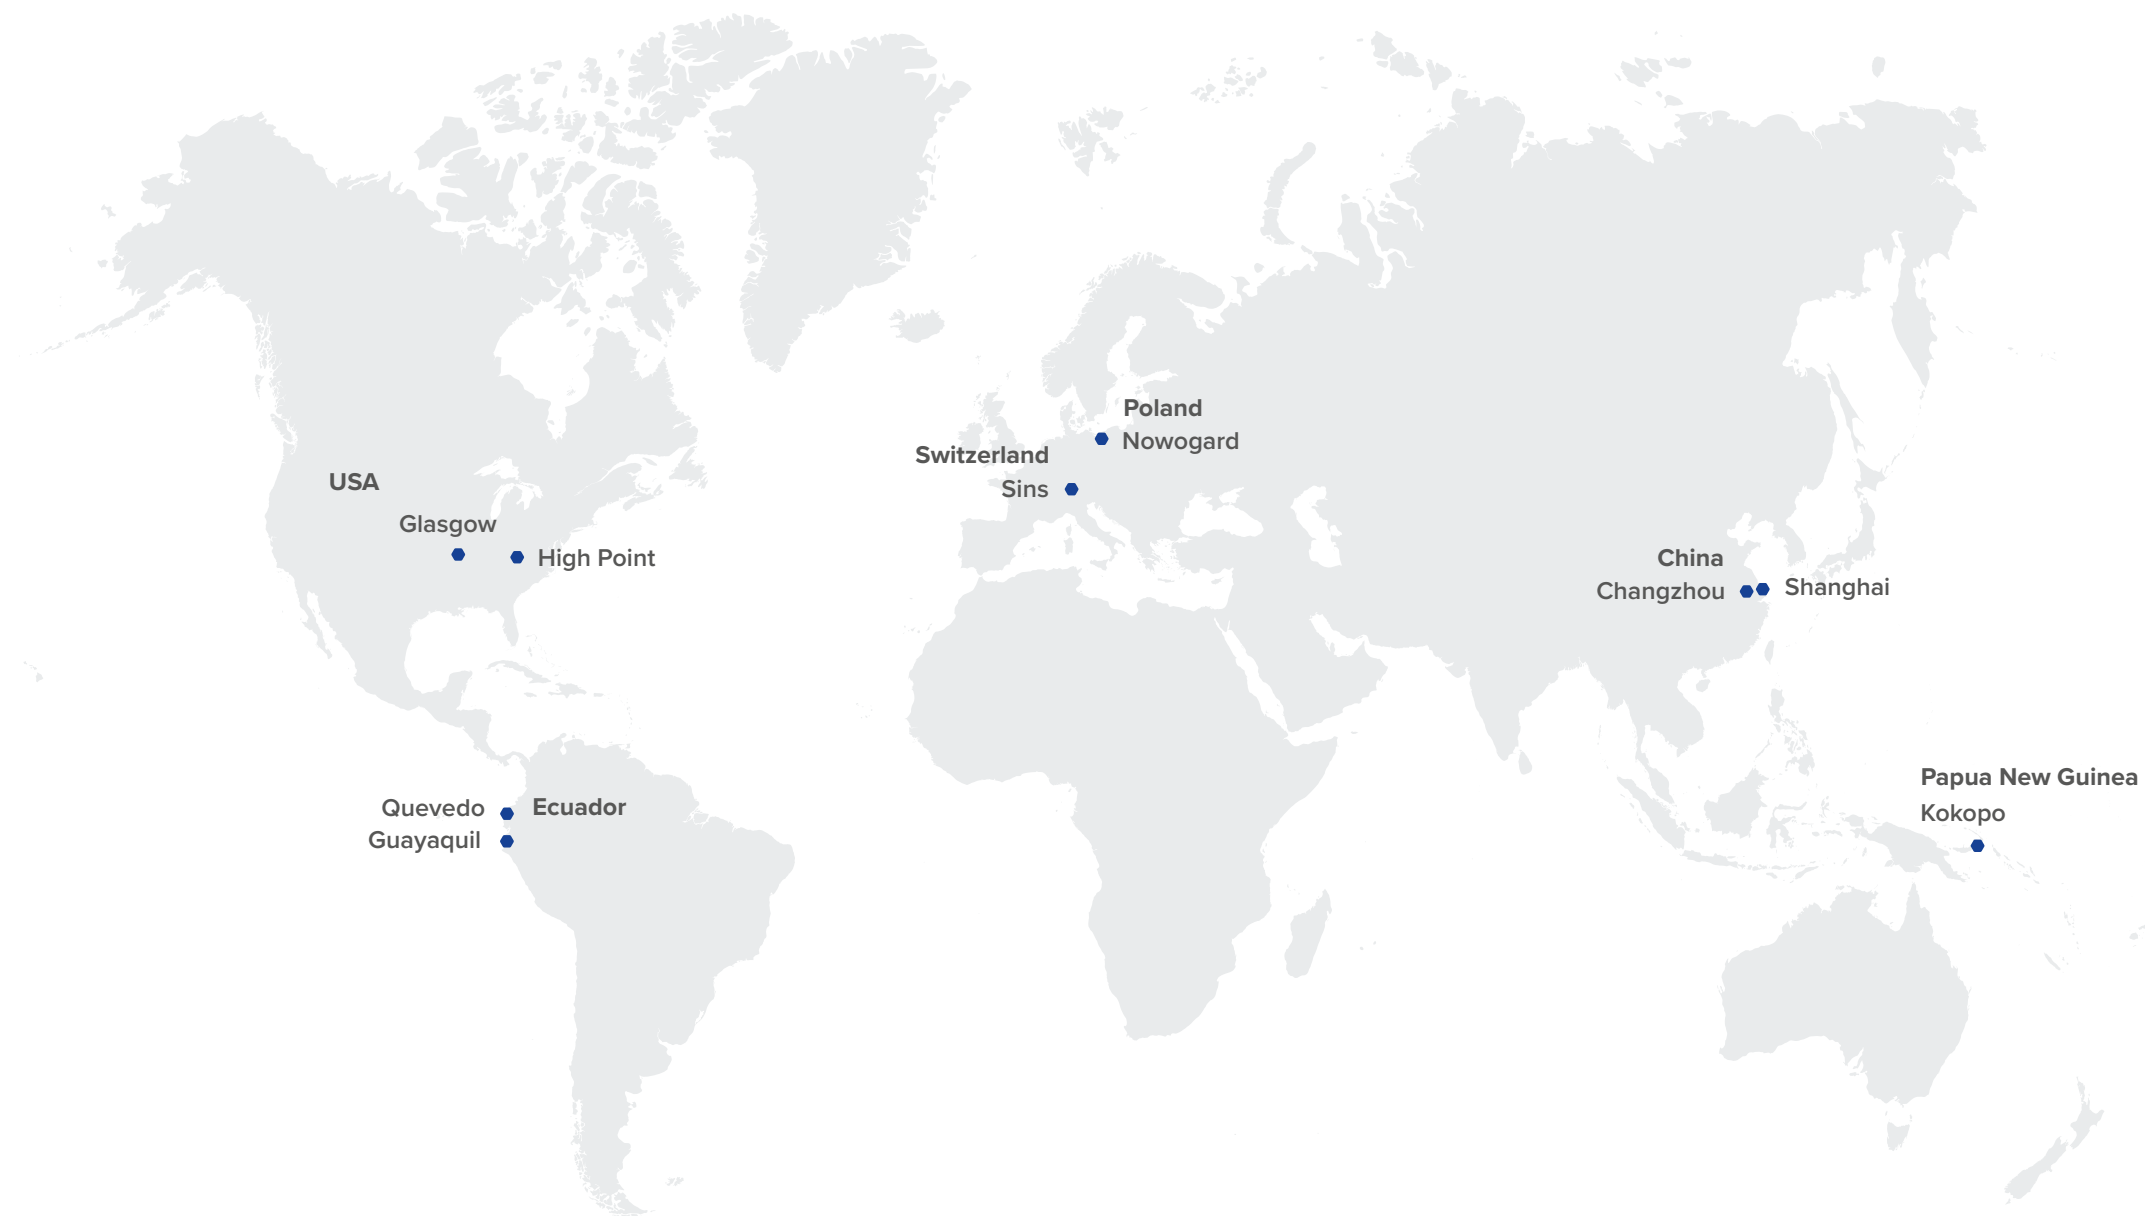 Poland
Nowogard
Switzerland
Sins
USA
Glasgow
High Point
China
Changzhou
Shanghai
Papua New Guinea
Kokopo
Quevedo
Ecuador
Guayaquil